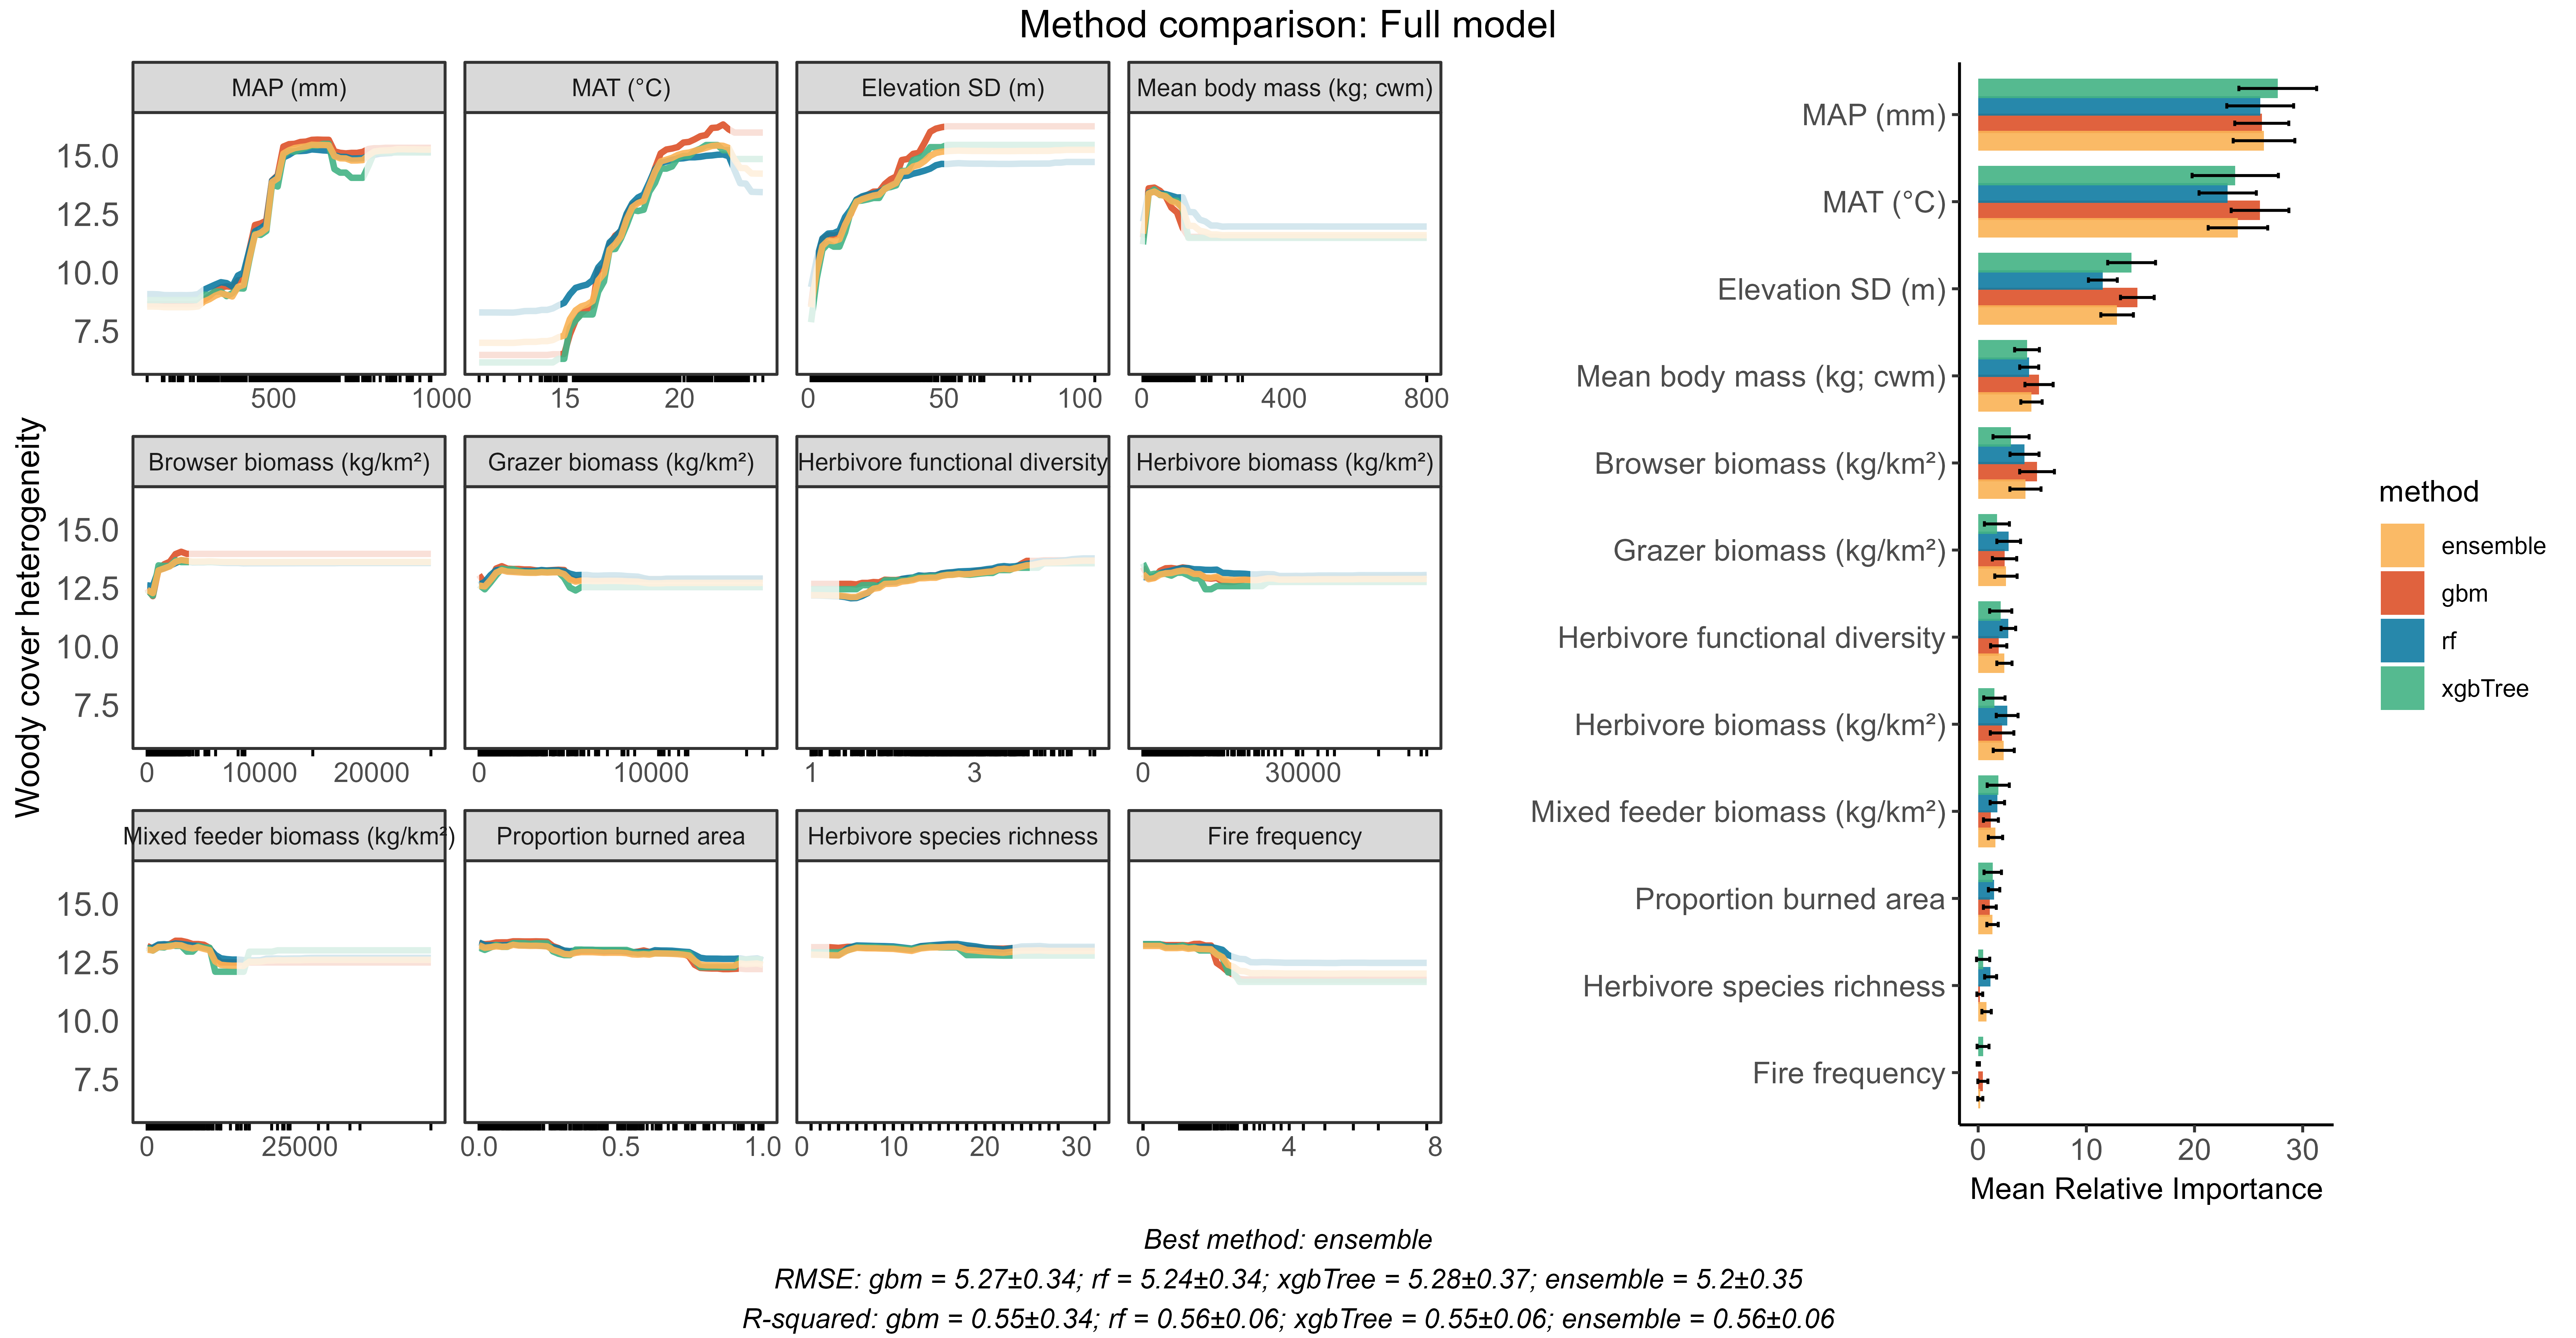 Method comparison: Full model
Woody cover heterogeneity
MAP (mm)
MAT (°C)
Elevation SD (m)
Mean body mass (kg; cwm)
15.0
12.5
10.0
7.5
500 1000
15 20
0 50 100
0 400 800
Browser biomass (kg/km²)
Grazer biomass (kg/km²)
Herbivore functional diversity
Herbivore biomass (kg/km²)
15.0
12.5
10.0
7.5
0 10000 20000
0 10000
1 3
0 30000
Mixed feeder biomass (kg/km²)
Proportion burned area
Herbivore species richness
Fire frequency
15.0
12.5
10.0
7.5
0 25000
0.0 0.5 1.0
0 10 20 30
0 4 8
MAP (mm)
MAT (°C)
Elevation SD (m)
Mean body mass (kg; cwm)
Browser biomass (kg/km²)
Grazer biomass (kg/km²)
Herbivore functional diversity
Herbivore biomass (kg/km²)
Mixed feeder biomass (kg/km²)
Proportion burned area
Herbivore species richness
Fire frequency
0 10 20 30
Mean Relative Importance
method
ensemble
gbm
rf
xgbTree
Best method: ensemble
RMSE: gbm = 5.27±0.34; rf = 5.24±0.34; xgbTree = 5.28±0.37; ensemble = 5.2±0.35
R-squared: gbm = 0.55±0.34; rf = 0.56±0.06; xgbTree = 0.55±0.06; ensemble = 0.56±0.06